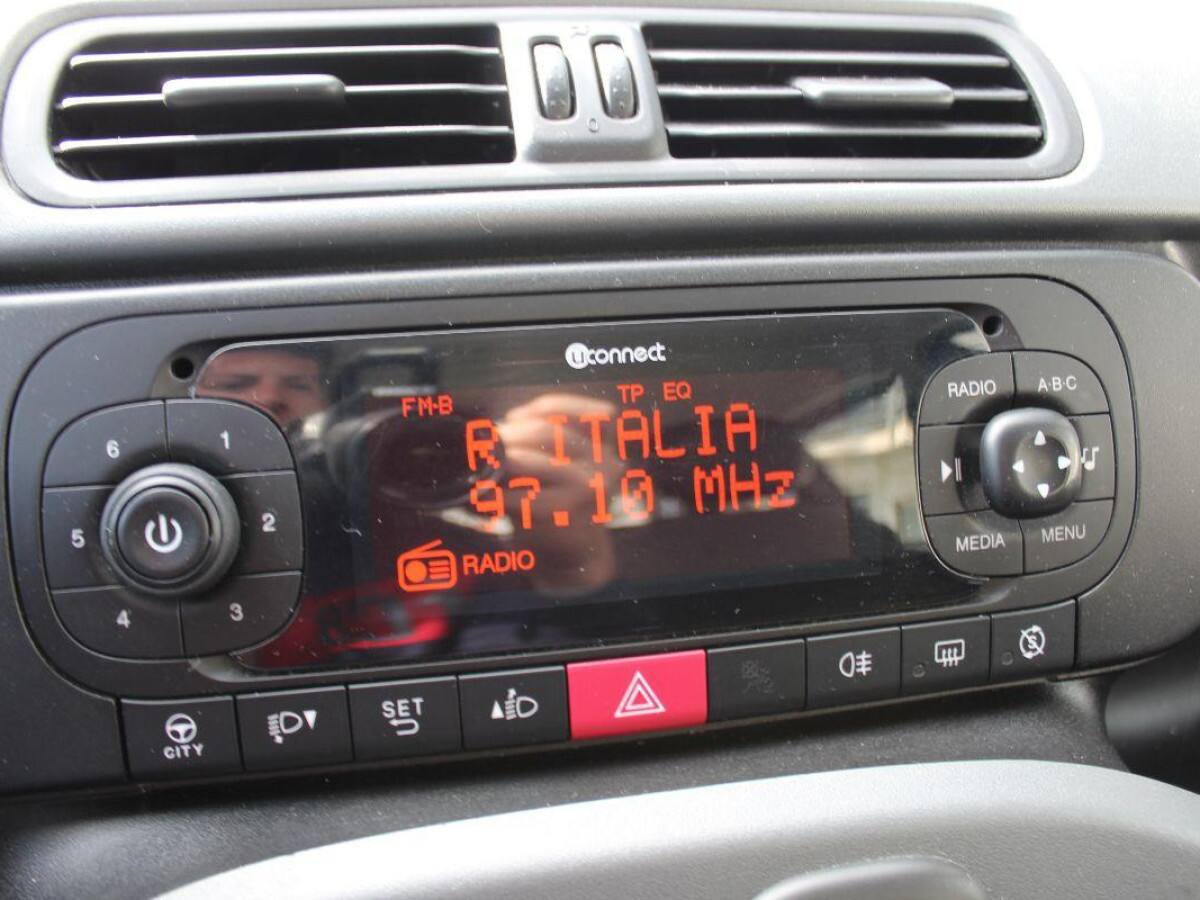 uconnect
FM-B TP EQ
R ITALIA
97.10 MHz
RADIO
6 1
5 2
4 3
RADIO A·B·C
MEDIA MENU
CITY
SET
0